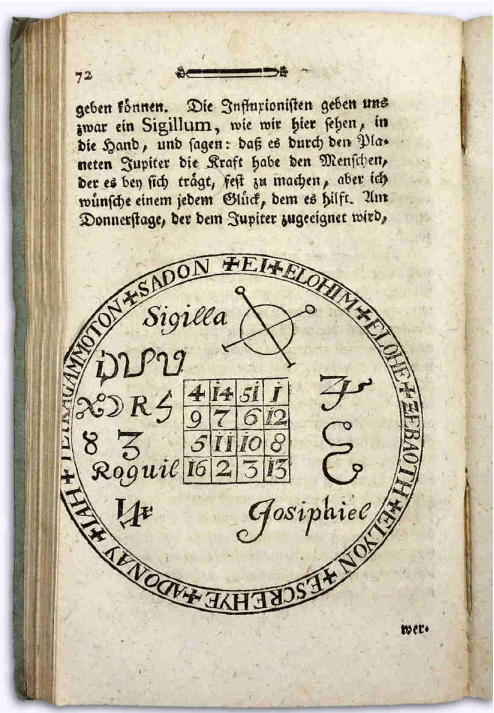 72
geben können. Die Influxionisten geben uns
zwar ein Sigillum, wie wir hier sehen, in
die Hand, und sagen: daß es durch den Pla-
neten Jupiter die Kraft habe den Menschen,
der es bey sich trägt, fest zu machen, aber ich
wünsche einem jedem Glück, dem es hilft. Am
Donnerstage, der dem Jupiter zugeeignet wird,
✠EI✠ELOHIM✠ELOHE✠ZEBAOTH✠ELYON✠ESCREHYE✠ADONAY✠IAH✠TETRAGAMMOTON✠SADON
Sigilla
4 14 51 1
9 7 6 12
5 11 10 8
16 2 3 13
R
Roguil
Josiphiel
wer-